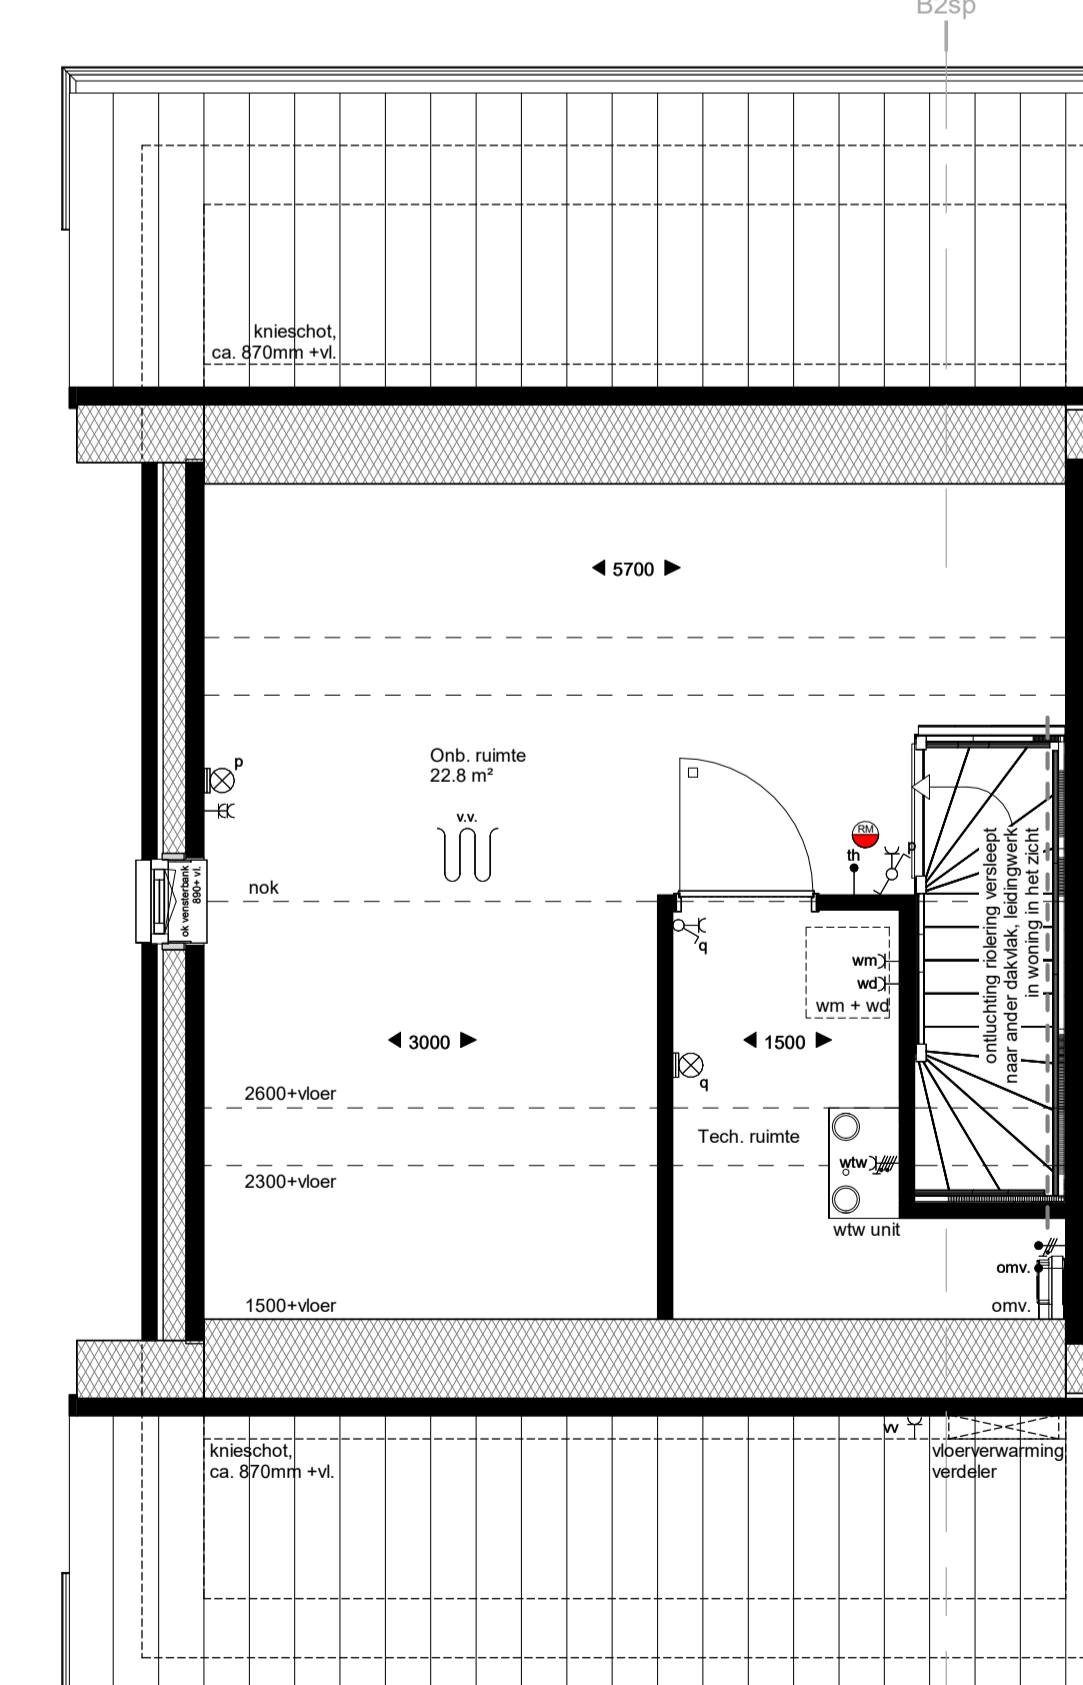 B2sp
knieschot,
ca. 870mm +vl.
5700
Onb. ruimte
22.8 m²
p
v.v.
RM
th
p
nok
ok vensterbank
890+ vl.
q
wm
wd
wm + wd
ontluchting riolering versleept
naar ander dakvlak, leidingwerk
in woning in het zicht
3000
1500
q
2600+vloer
Tech. ruimte
wtw
2300+vloer
wtw unit
omv.
omv.
1500+vloer
vv
knieschot,
ca. 870mm +vl.
vloerverwarming
verdeler